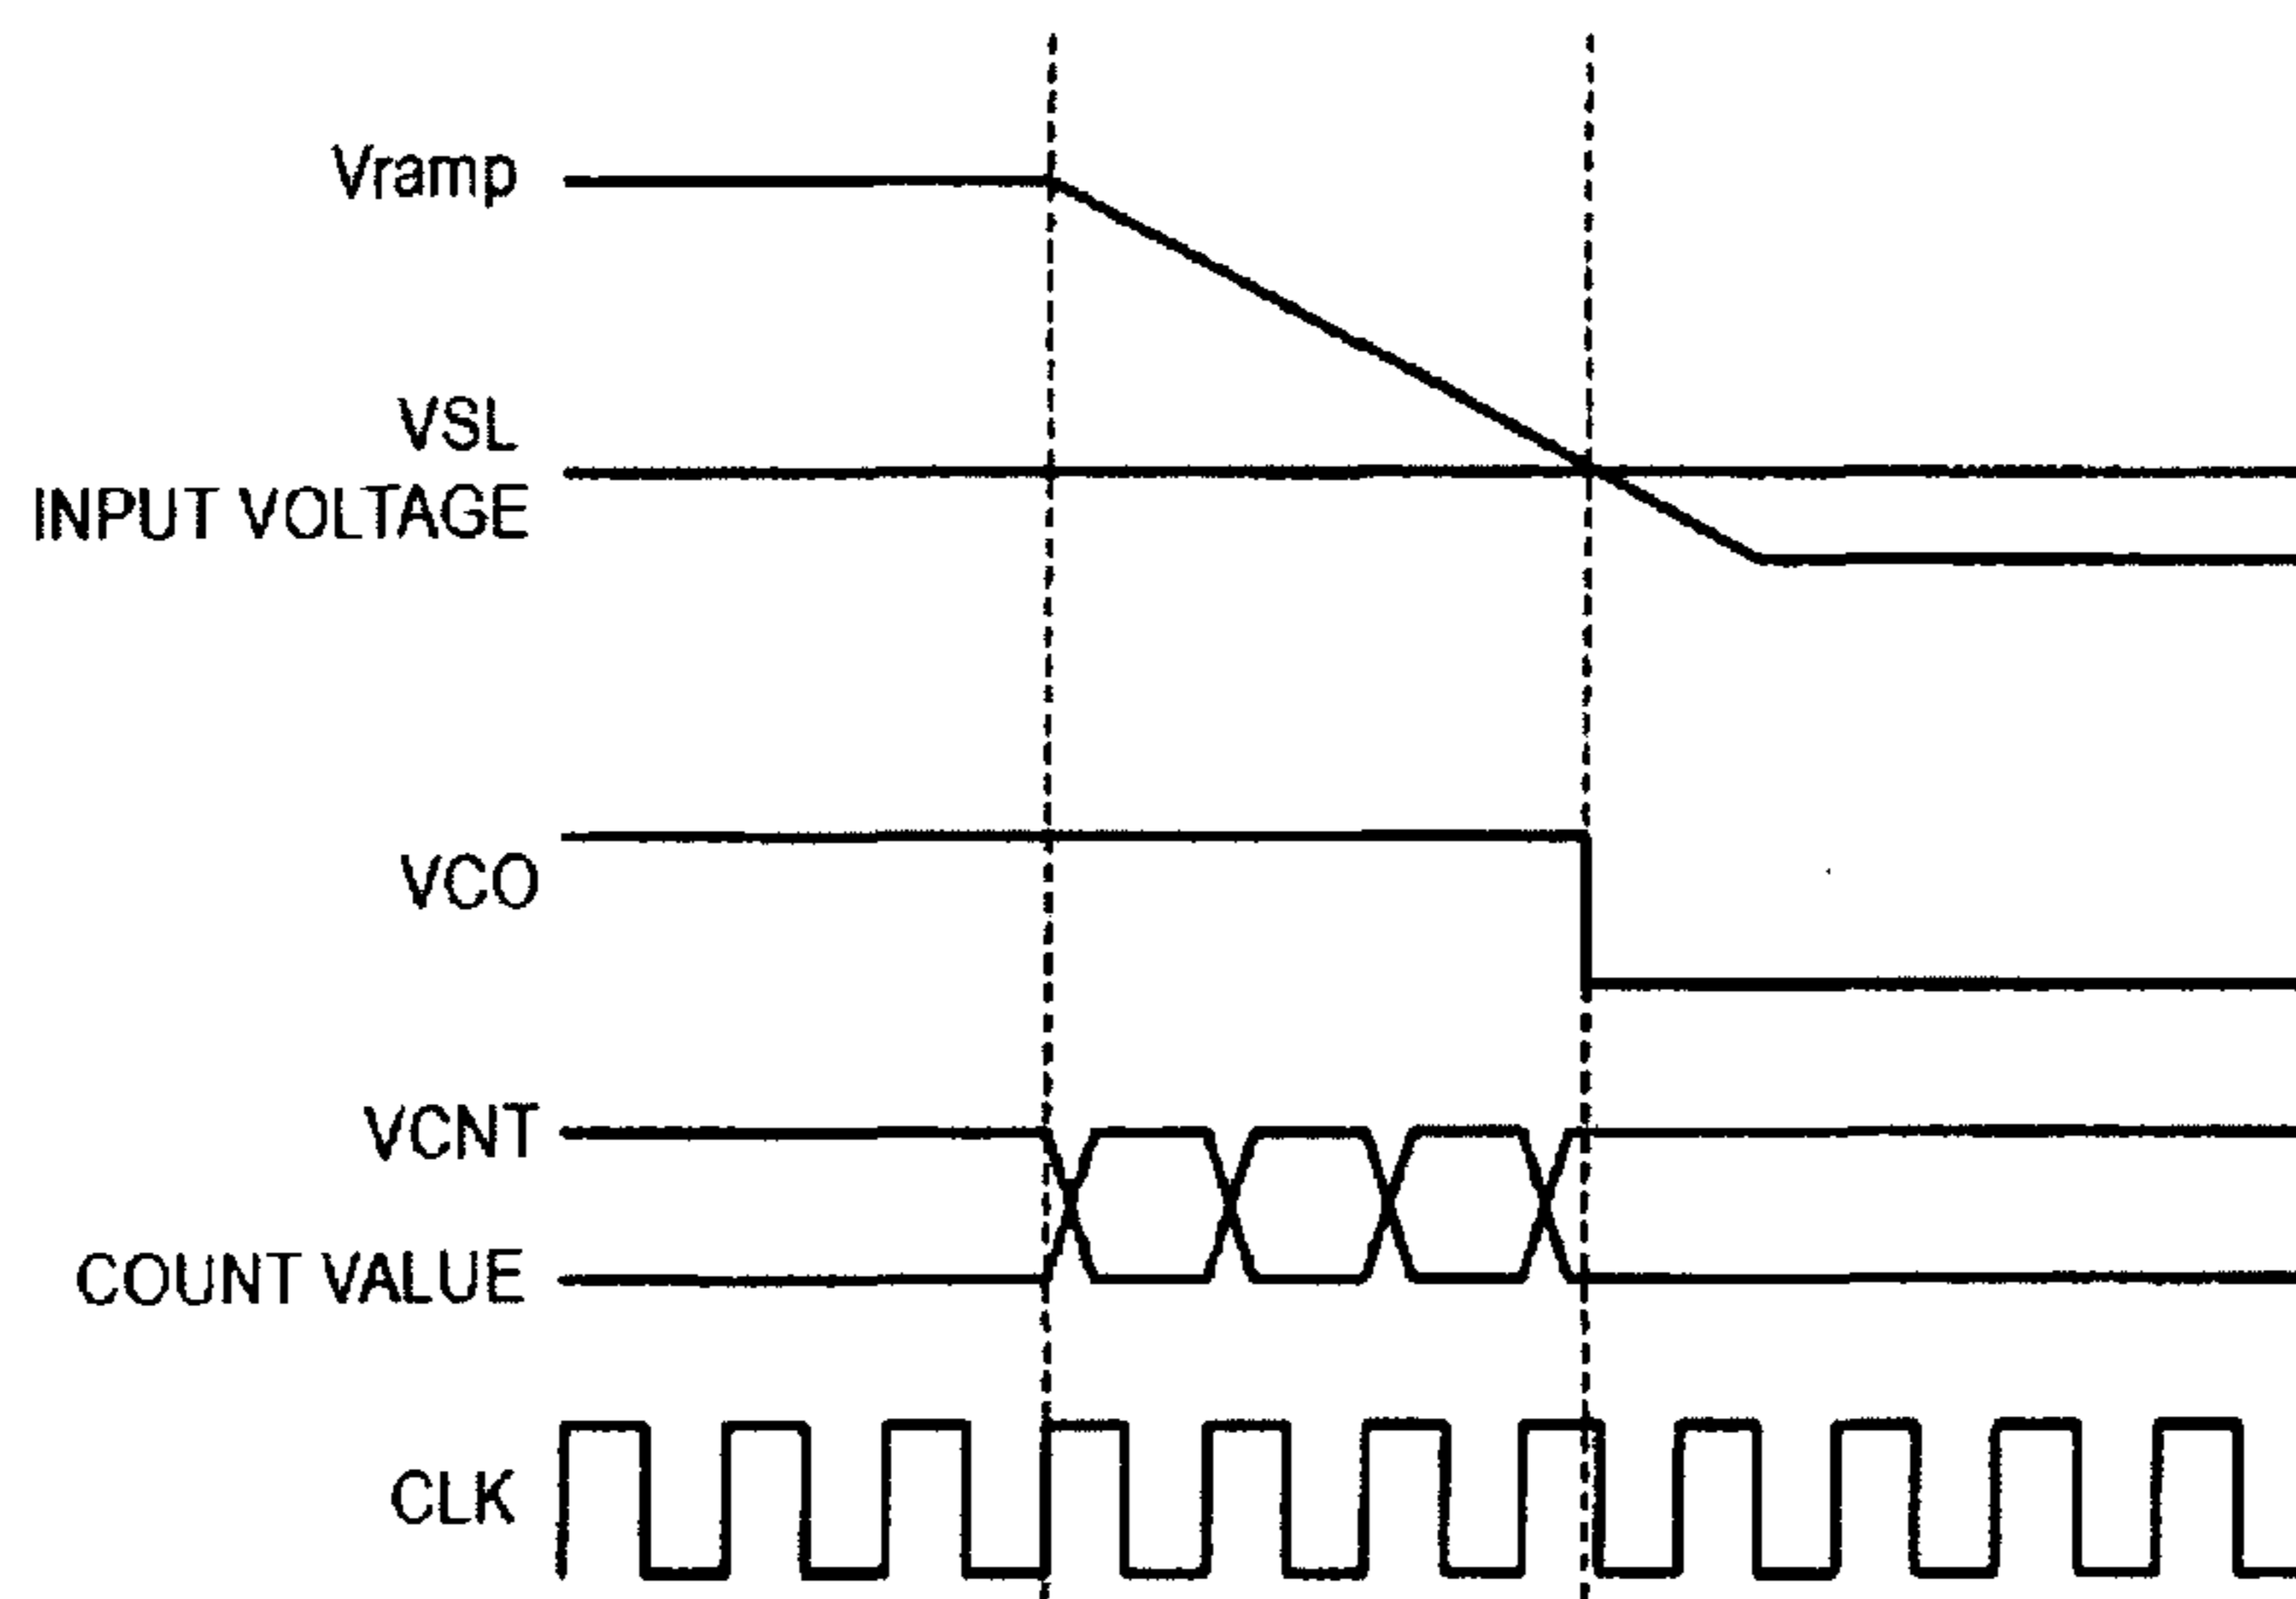 Vramp
VSL
INPUT VOLTAGE
VCO
VCNT
COUNT VALUE
CLK